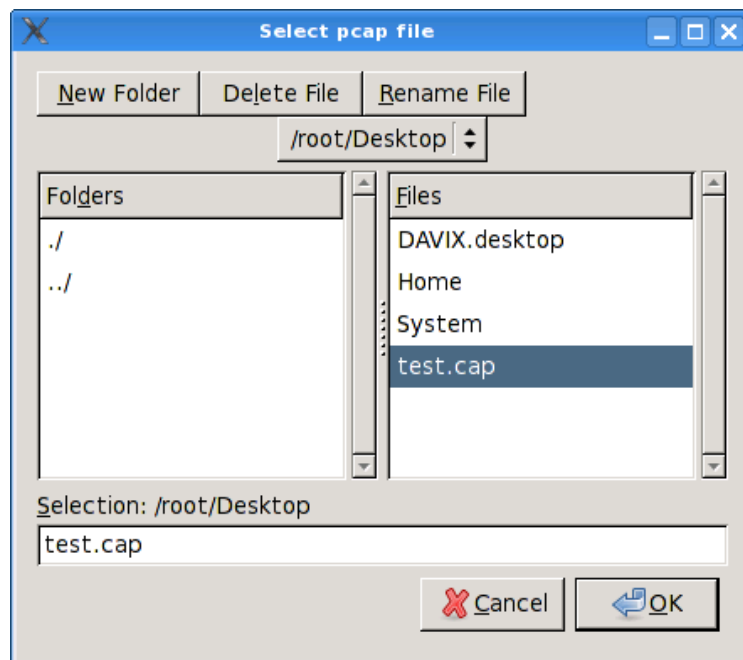 Select pcap file
New Folder Delete File Rename File
/root/Desktop
Folders
./
../
Files
DAVIX.desktop
Home
System
test.cap
Selection: /root/Desktop
test.cap
Cancel OK